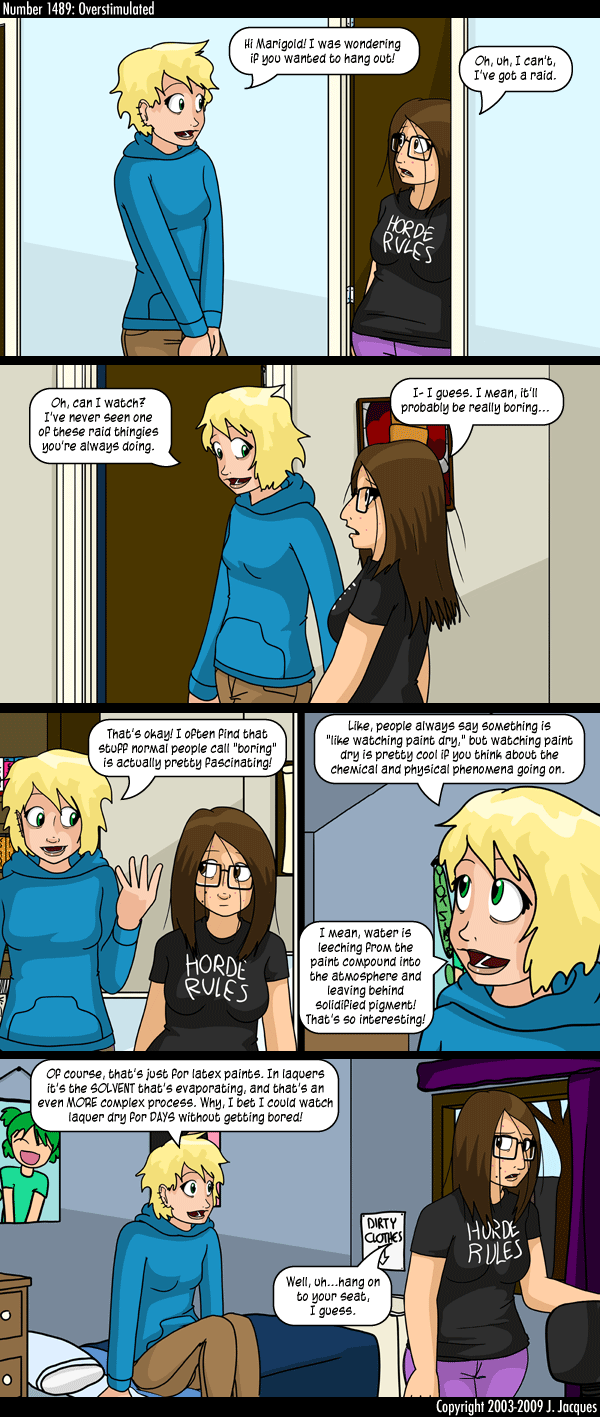 Number 1489: Overstimulated
Hi Marigold! I was wondering
if you wanted to hang out!
Oh, uh, I can't,
I've got a raid.
HORDE
RULES
Oh, can I watch?
I've never seen one
of these raid thingies
you're always doing.
I- I guess. I mean, it'll
probably be really boring...
That's okay! I often find that
stuff normal people call "boring"
is actually pretty fascinating!
HORDE
RULES
Like, people always say something is
"like watching paint dry," but watching paint
dry is pretty cool if you think about the
chemical and physical phenomena going on.
I mean, water is
leeching from the
paint compound into
the atmosphere and
leaving behind
solidified pigment!
That's so interesting!
Of course, that's just for latex paints. In laquers
it's the SOLVENT that's evaporating, and that's an
even MORE complex process. Why, I bet I could watch
laquer dry for DAYS without getting bored!
DIRTY
CLOTHES
HORDE
RULES
Well, uh...hang on
to your seat,
I guess.
Copyright 2003-2009 J. Jacques